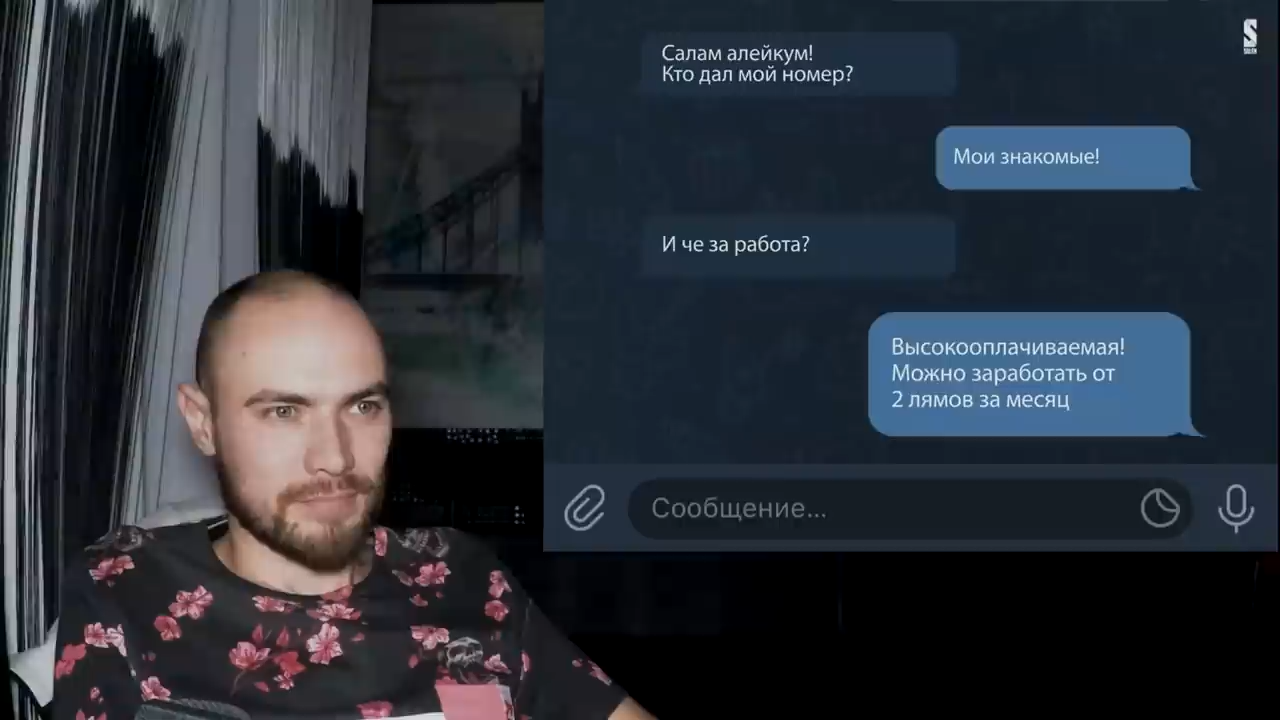 Салам алейкум!
Кто дал мой номер?
Мои знакомые!
И че за работа?
Высокооплачиваемая!
Можно заработать от
2 лямов за месяц
Сообщение...